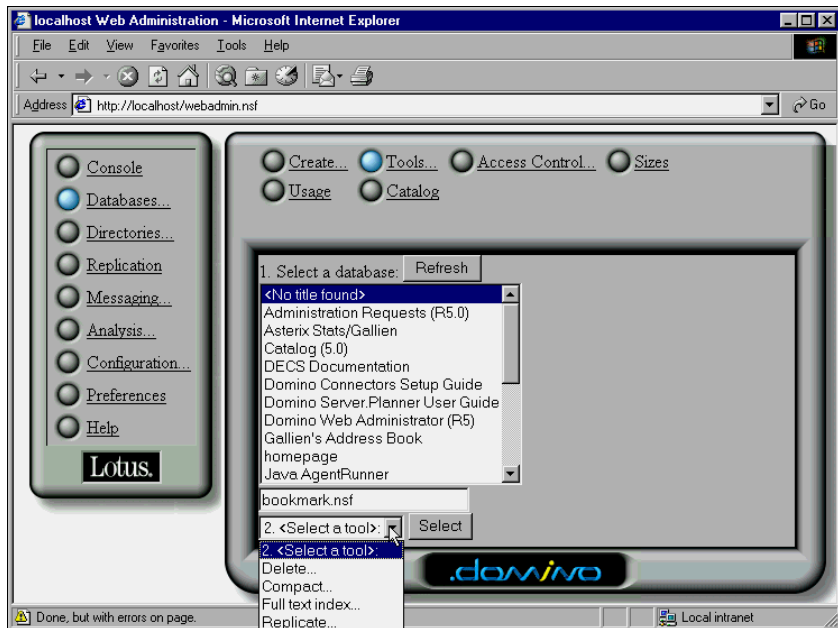 localhost Web Administration - Microsoft Internet Explorer
File Edit View Favorites Tools Help
Address http://localhost/webadmin.nsf Go
Console
Databases...
Directories...
Replication
Messaging...
Analysis...
Configuration...
Preferences
Help
Lotus.
Create... Tools... Access Control... Sizes
Usage Catalog
1. Select a database: Refresh
<No title found>
Administration Requests (R5.0)
Asterix Stats/Gallien
Catalog (5.0)
DECS Documentation
Domino Connectors Setup Guide
Domino Server.Planner User Guide
Domino Web Administrator (R5)
Gallien's Address Book
homepage
Java AgentRunner
bookmark.nsf
2. <Select a tool>: Select
2. <Select a tool>:
Delete...
Compact...
Full text index...
Replicate...
.domino
Done, but with errors on page. Local intranet